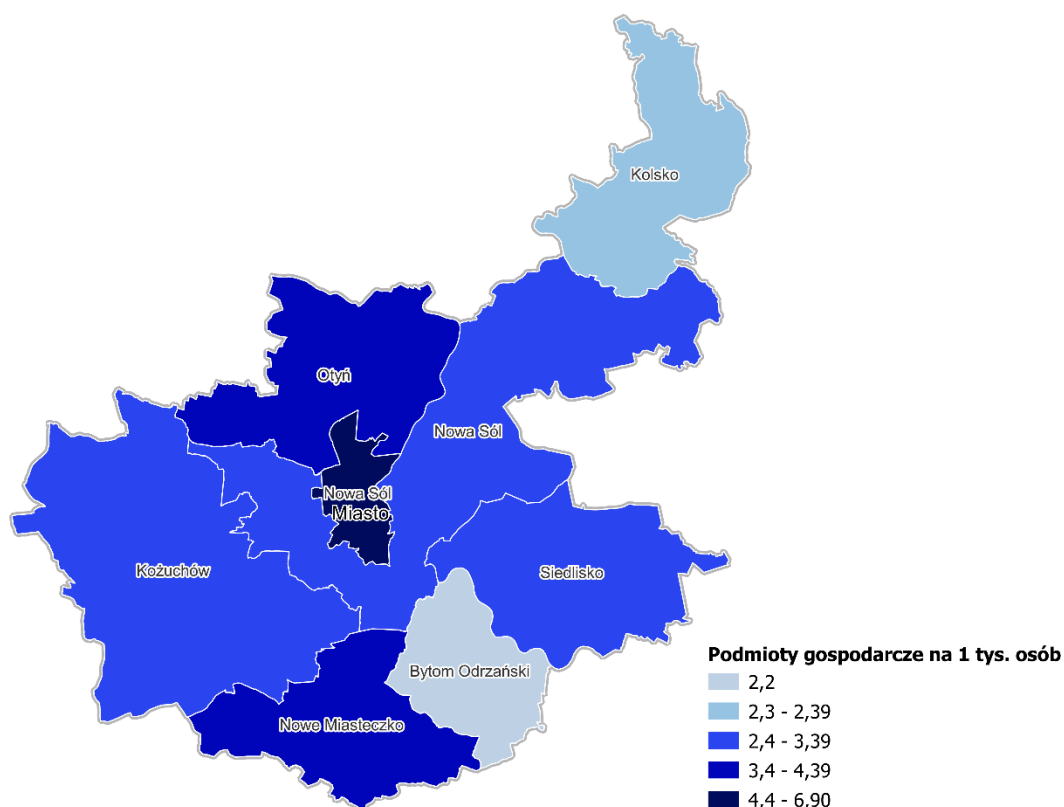 Kolsko
Otyń
Nowa Sól
Nowa Sól
Miasto
Kożuchów
Siedlisko
Bytom Odrzański
Nowe Miasteczko
Podmioty gospodarcze na 1 tys. osób
2,2
2,3 - 2,39
2,4 - 3,39
3,4 - 4,39
4,4 - 6,90